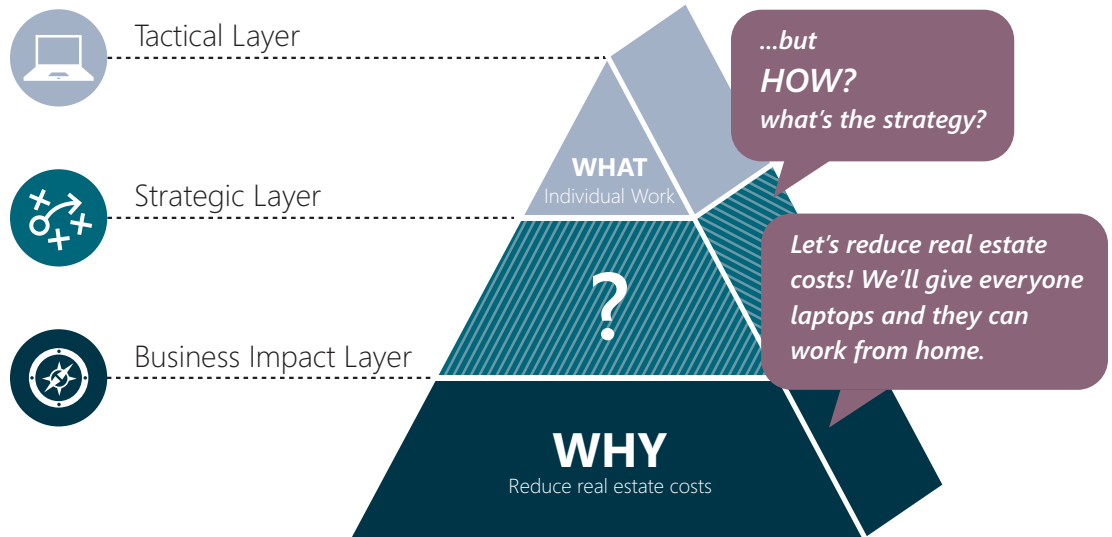 Tactical Layer
...but
HOW?
what's the strategy?
WHAT
Individual Work
Strategic Layer
Let's reduce real estate
costs! We'll give everyone
laptops and they can
work from home.
?
Business Impact Layer
WHY
Reduce real estate costs